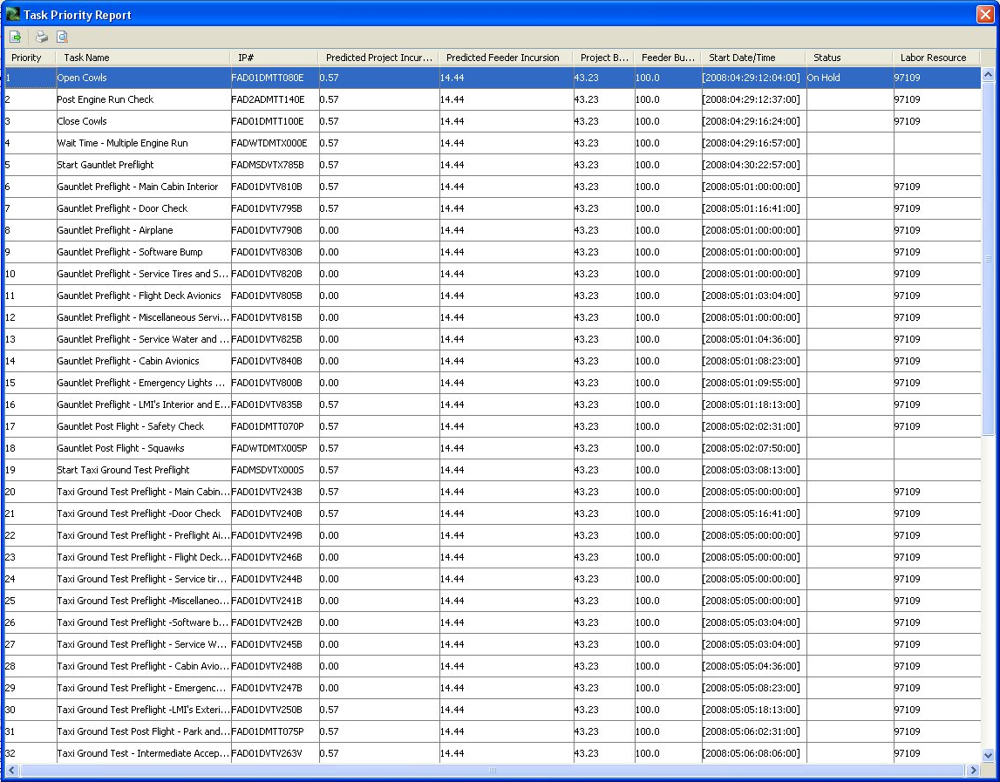 Task Priority Report
Priority Task Name IP# Predicted Project Incur... Predicted Feeder Incursion Project B... Feeder Bu... Start Date/Time Status Labor Resource
1 Open Cowls FAD01DMTT080E 0.57 14.44 43.23 100.0 [2008:04:29:12:04:00] On Hold 97109
2 Post Engine Run Check FAD2ADMTT140E 0.57 14.44 43.23 100.0 [2008:04:29:12:37:00] 97109
3 Close Cowls FAD01DMTT100E 0.57 14.44 43.23 100.0 [2008:04:29:16:24:00] 97109
4 Wait Time - Multiple Engine Run FADWTDMTX000E 0.57 14.44 43.23 100.0 [2008:04:29:16:57:00]
5 Start Gauntlet Preflight FADMSDVTX785B 0.57 14.44 43.23 100.0 [2008:04:30:22:57:00]
6 Gauntlet Preflight - Main Cabin Interior FAD01DVTV810B 0.57 14.44 43.23 100.0 [2008:05:01:00:00:00] 97109
7 Gauntlet Preflight - Door Check FAD01DVTV795B 0.57 14.44 43.23 100.0 [2008:05:01:16:41:00] 97109
8 Gauntlet Preflight - Airplane FAD01DVTV790B 0.00 14.44 43.23 100.0 [2008:05:01:00:00:00] 97109
9 Gauntlet Preflight - Software Bump FAD01DVTV830B 0.00 14.44 43.23 100.0 [2008:05:01:00:00:00] 97109
10 Gauntlet Preflight - Service Tires and S... FAD01DVTV820B 0.00 14.44 43.23 100.0 [2008:05:01:00:00:00] 97109
11 Gauntlet Preflight - Flight Deck Avionics FAD01DVTV805B 0.00 14.44 43.23 100.0 [2008:05:01:03:04:00] 97109
12 Gauntlet Preflight - Miscellaneous Servi... FAD01DVTV815B 0.00 14.44 43.23 100.0 [2008:05:01:00:00:00] 97109
13 Gauntlet Preflight - Service Water and ... FAD01DVTV825B 0.00 14.44 43.23 100.0 [2008:05:01:04:36:00] 97109
14 Gauntlet Preflight - Cabin Avionics FAD01DVTV840B 0.00 14.44 43.23 100.0 [2008:05:01:08:23:00] 97109
15 Gauntlet Preflight - Emergency Lights ... FAD01DVTV800B 0.00 14.44 43.23 100.0 [2008:05:01:09:55:00] 97109
16 Gauntlet Preflight - LMI's Interior and E... FAD01DVTV835B 0.57 14.44 43.23 100.0 [2008:05:01:18:13:00] 97109
17 Gauntlet Post Flight - Safety Check FAD01DMTT070P 0.57 14.44 43.23 100.0 [2008:05:02:02:31:00] 97109
18 Gauntlet Post Flight - Squawks FADWTDMTX005P 0.57 14.44 43.23 100.0 [2008:05:02:07:50:00]
19 Start Taxi Ground Test Preflight FADMSDVTX000S 0.57 14.44 43.23 100.0 [2008:05:03:08:13:00]
20 Taxi Ground Test Preflight - Main Cabin... FAD01DVTV243B 0.57 14.44 43.23 100.0 [2008:05:05:00:00:00] 97109
21 Taxi Ground Test Preflight -Door Check FAD01DVTV240B 0.57 14.44 43.23 100.0 [2008:05:05:16:41:00] 97109
22 Taxi Ground Test Preflight - Preflight Ai... FAD01DVTV249B 0.00 14.44 43.23 100.0 [2008:05:05:00:00:00] 97109
23 Taxi Ground Test Preflight - Flight Deck... FAD01DVTV246B 0.00 14.44 43.23 100.0 [2008:05:05:00:00:00] 97109
24 Taxi Ground Test Preflight - Service tir... FAD01DVTV244B 0.00 14.44 43.23 100.0 [2008:05:05:00:00:00] 97109
25 Taxi Ground Test Preflight -Miscellaneo... FAD01DVTV241B 0.00 14.44 43.23 100.0 [2008:05:05:00:00:00] 97109
26 Taxi Ground Test Preflight -Software b... FAD01DVTV242B 0.00 14.44 43.23 100.0 [2008:05:05:03:04:00] 97109
27 Taxi Ground Test Preflight - Service W... FAD01DVTV245B 0.00 14.44 43.23 100.0 [2008:05:05:03:04:00] 97109
28 Taxi Ground Test Preflight - Cabin Avio... FAD01DVTV248B 0.00 14.44 43.23 100.0 [2008:05:05:04:36:00] 97109
29 Taxi Ground Test Preflight - Emergenc... FAD01DVTV247B 0.00 14.44 43.23 100.0 [2008:05:05:08:23:00] 97109
30 Taxi Ground Test Preflight -LMI's Exteri... FAD01DVTV250B 0.57 14.44 43.23 100.0 [2008:05:05:18:13:00] 97109
31 Taxi Ground Test Post Flight - Park and... FAD01DMTT075P 0.57 14.44 43.23 100.0 [2008:05:06:02:31:00] 97109
32 Taxi Ground Test - Intermediate Accep... FAD01DVTV263V 0.57 14.44 43.23 100.0 [2008:05:06:08:06:00] 97109